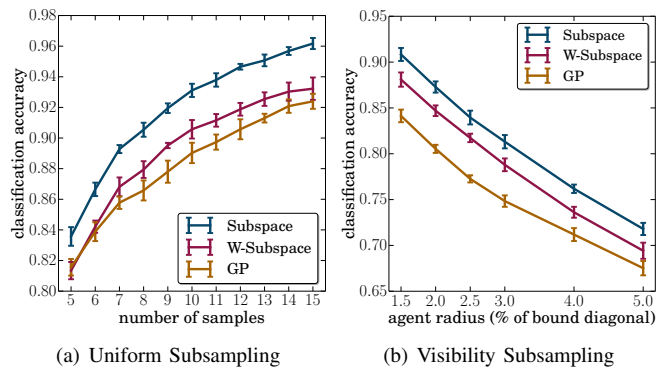 0.98
0.96
0.94
0.92
0.90
0.88
0.86
0.84
0.82
0.80
classification accuracy
Subspace
W-Subspace
GP
5 6 7 8 9 10 11 12 13 14 15
number of samples
(a) Uniform Subsampling
0.95
0.90
0.85
0.80
0.75
0.70
0.65
classification accuracy
Subspace
W-Subspace
GP
1.5 2.0 2.5 3.0 4.0 5.0
agent radius (% of bound diagonal)
(b) Visibility Subsampling